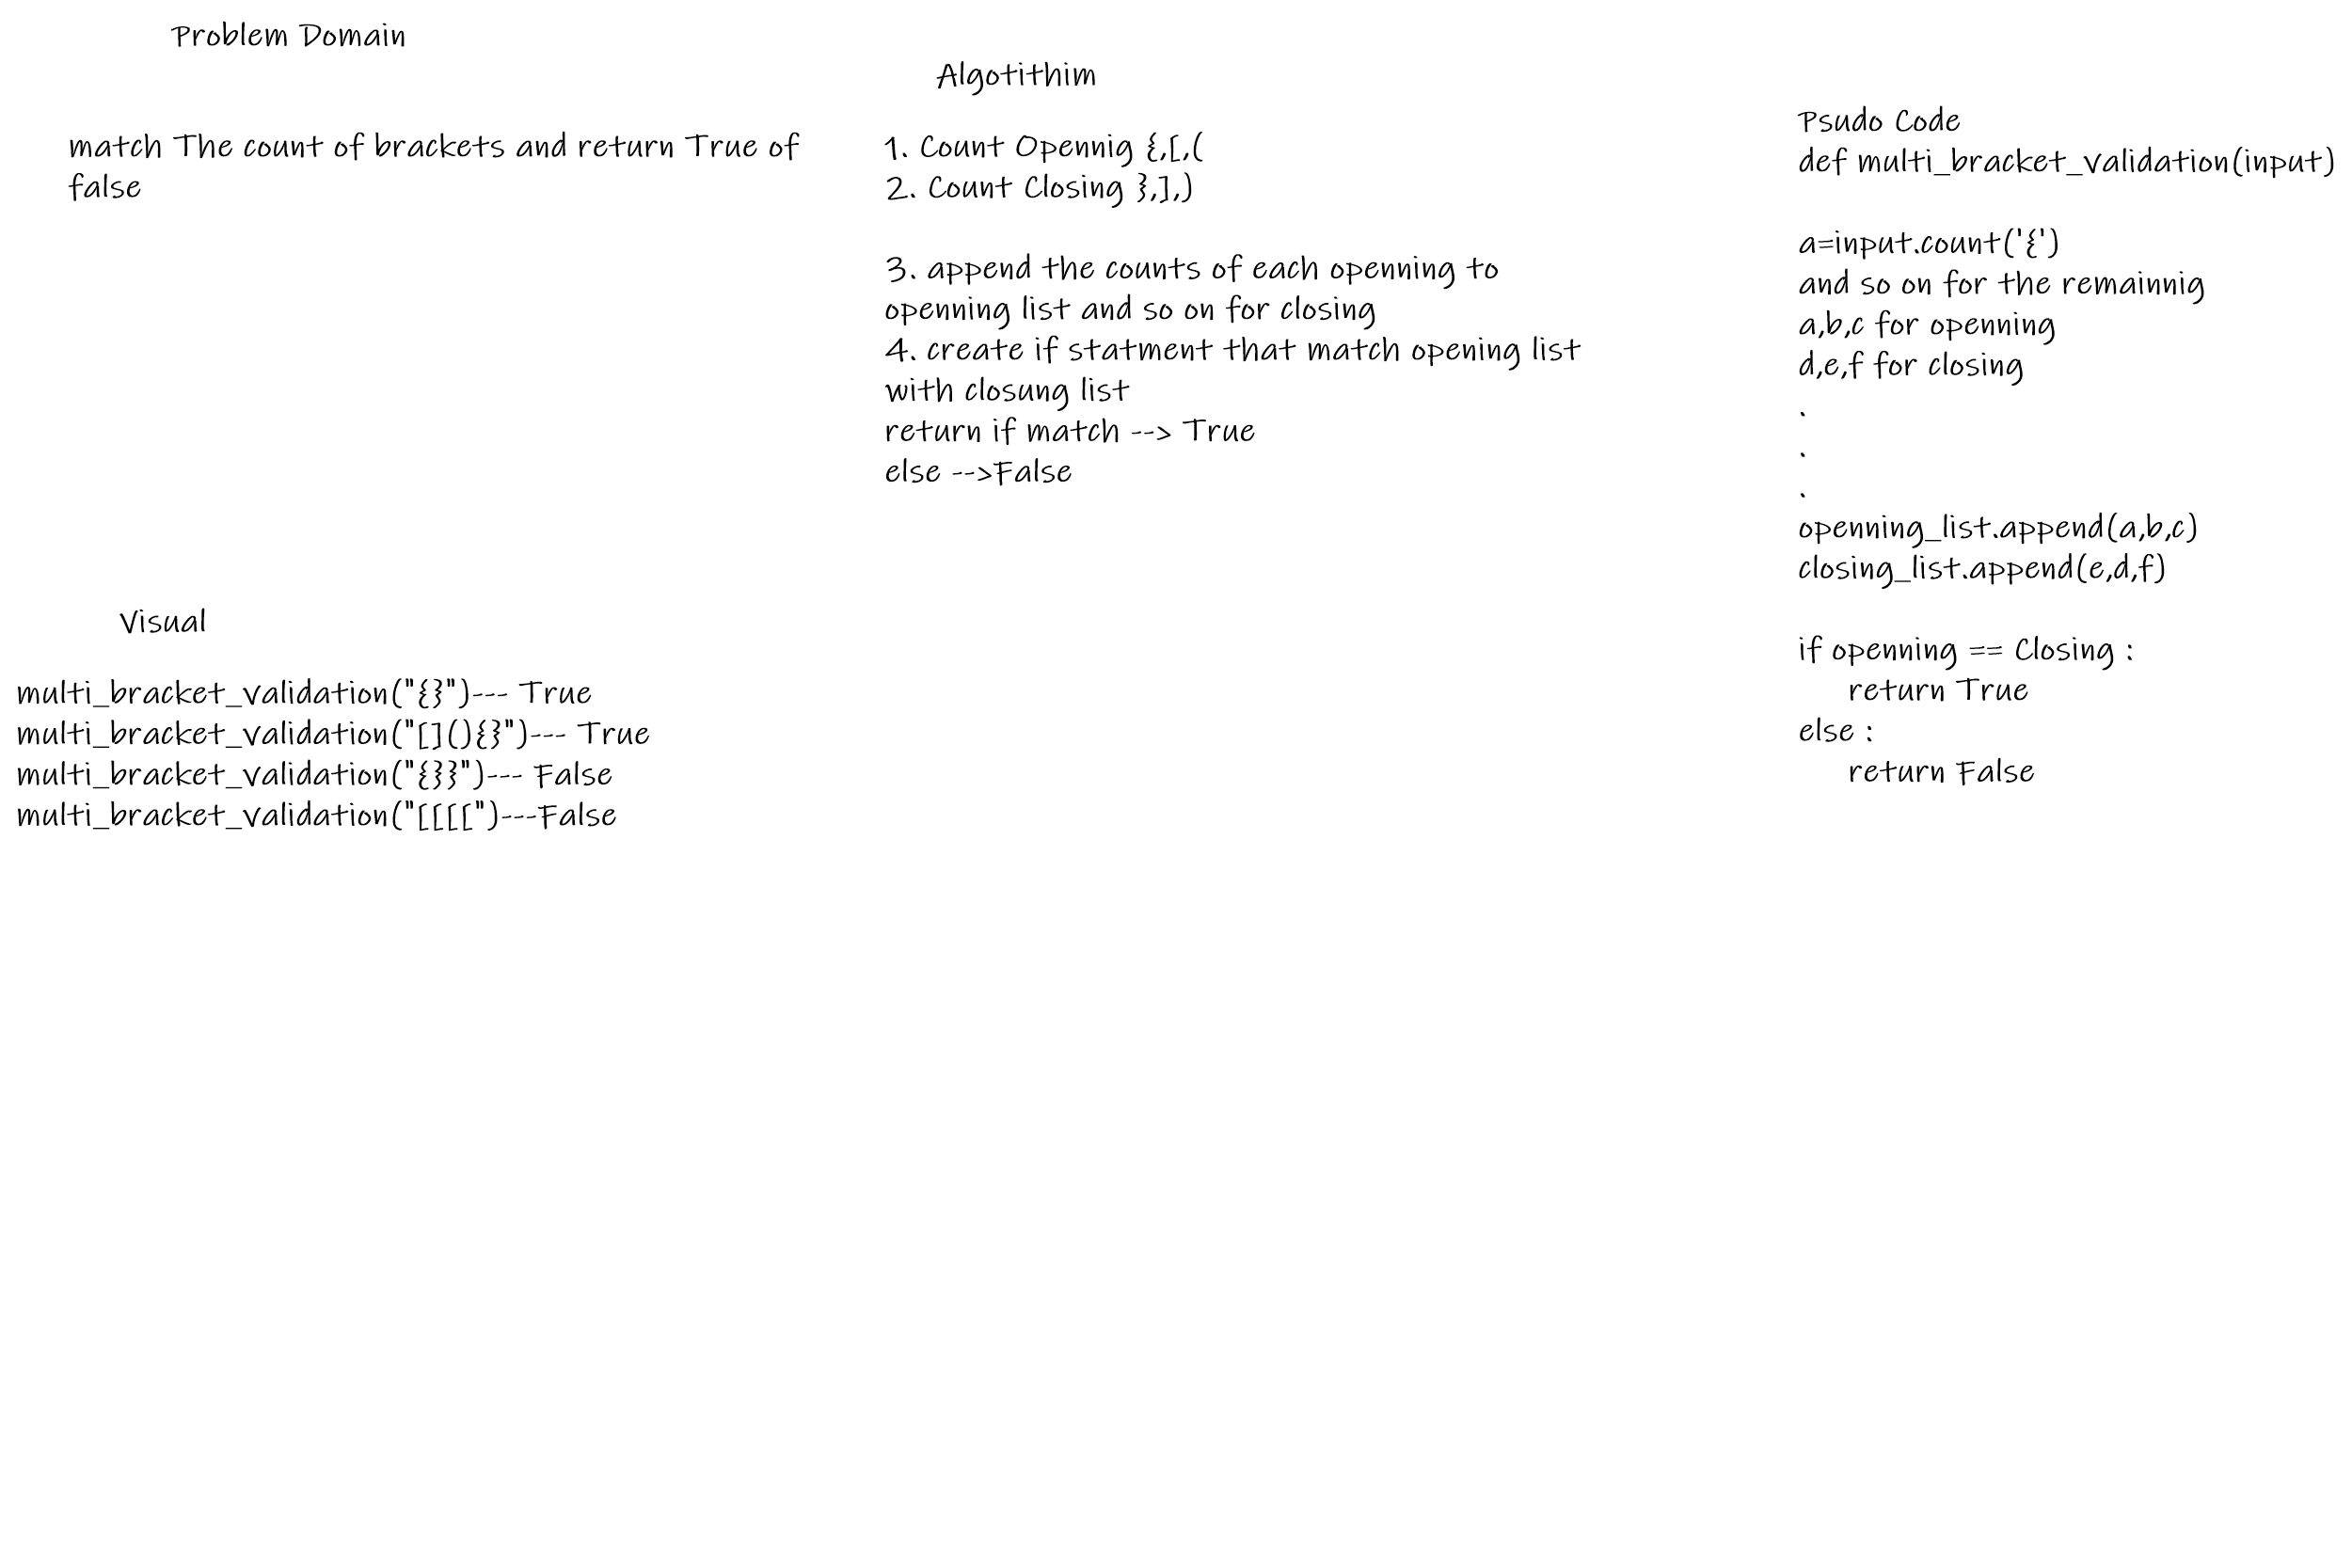 Problem Domain
match The count of brackets and return True of
false
Visual
multi_bracket_validation("{}")--- True
multi_bracket_validation("[](){}")--- True
multi_bracket_validation("{}}")--- False
multi_bracket_validation("[[[[")---False
Algotithim
1. Count Opennig {,[,(
2. Count Closing },],)
3. append the counts of each openning to
openning list and so on for closing
4. create if statment that match opening list
with closung list
return if match --> True
else -->False
Psudo Code
def multi_bracket_validation(input)
a=input.count('{')
and so on for the remainnig
a,b,c for openning
d,e,f for closing
.
.
.
openning_list.append(a,b,c)
closing_list.append(e,d,f)
if openning == Closing :
return True
else :
return False